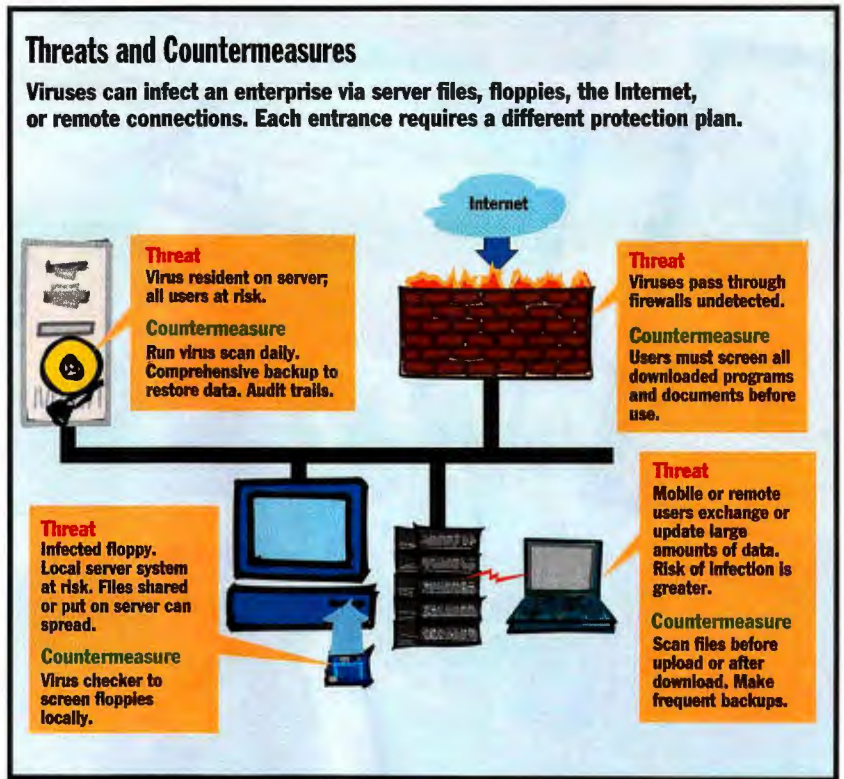 Threats and Countermeasures
Viruses can infect an enterprise via server files, floppies, the Internet,
or remote connections. Each entrance requires a different protection plan.
Internet
Threat
Virus resident on server;
all users at risk.
Countermeasure
Run virus scan daily.
Comprehensive backup to
restore data. Audit trails.
Threat
Viruses pass through
firewalls undetected.
Countermeasure
Users must screen all
downloaded programs
and documents before
use.
Threat
Infected floppy.
Local server system
at risk. Files shared
or put on server can
spread.
Countermeasure
Virus checker to
screen floppies
locally.
Threat
Mobile or remote
users exchange or
update large
amounts of data.
Risk of infection is
greater.
Countermeasure
Scan files before
upload or after
download. Make
frequent backups.